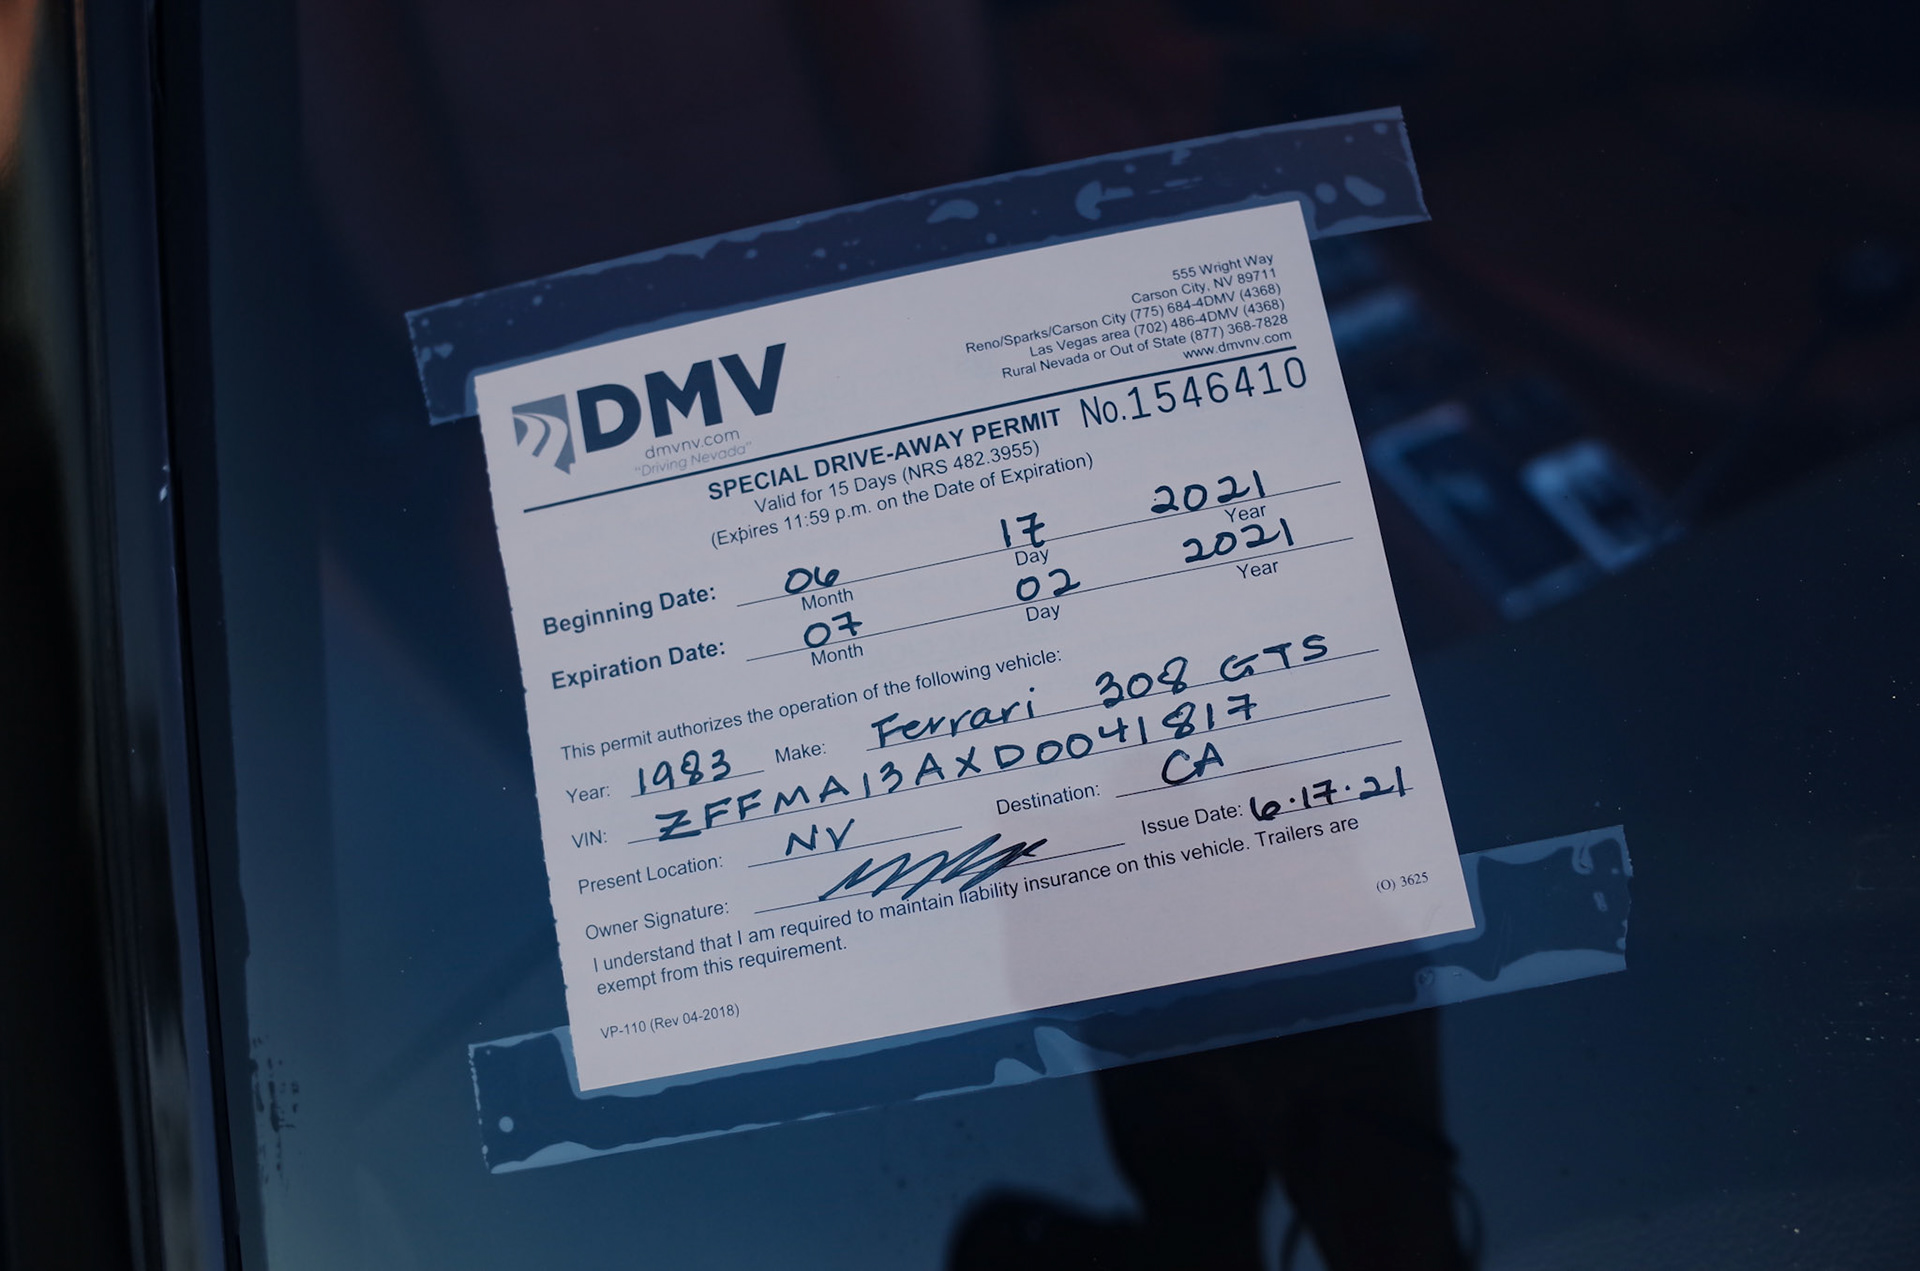 555 Wright Way
Carson City, NV 89711
Reno/Sparks/Carson City (775) 684-4DMV (4368)
Las Vegas area (702) 486-4DMV (4368)
Rural Nevada or Out of State (877) 368-7828
www.dmvnv.com
DMV
dmvnv.com
"Driving Nevada"
SPECIAL DRIVE-AWAY PERMIT No.1546410
Valid for 15 Days (NRS 482.3955)
(Expires 11:59 p.m. on the Date of Expiration)
Beginning Date: 06 17 2021
Month Day Year
Expiration Date: 07 02 2021
Month Day Year
This permit authorizes the operation of the following vehicle:
Year: 1983 Make: Ferrari 308 GTS
VIN: ZFFMA13AXD0041817
Present Location: NV Destination: CA
Owner Signature: Issue Date: 6.17.21
I understand that I am required to maintain liability insurance on this vehicle. Trailers are
exempt from this requirement.
(O) 3625
VP-110 (Rev 04-2018)